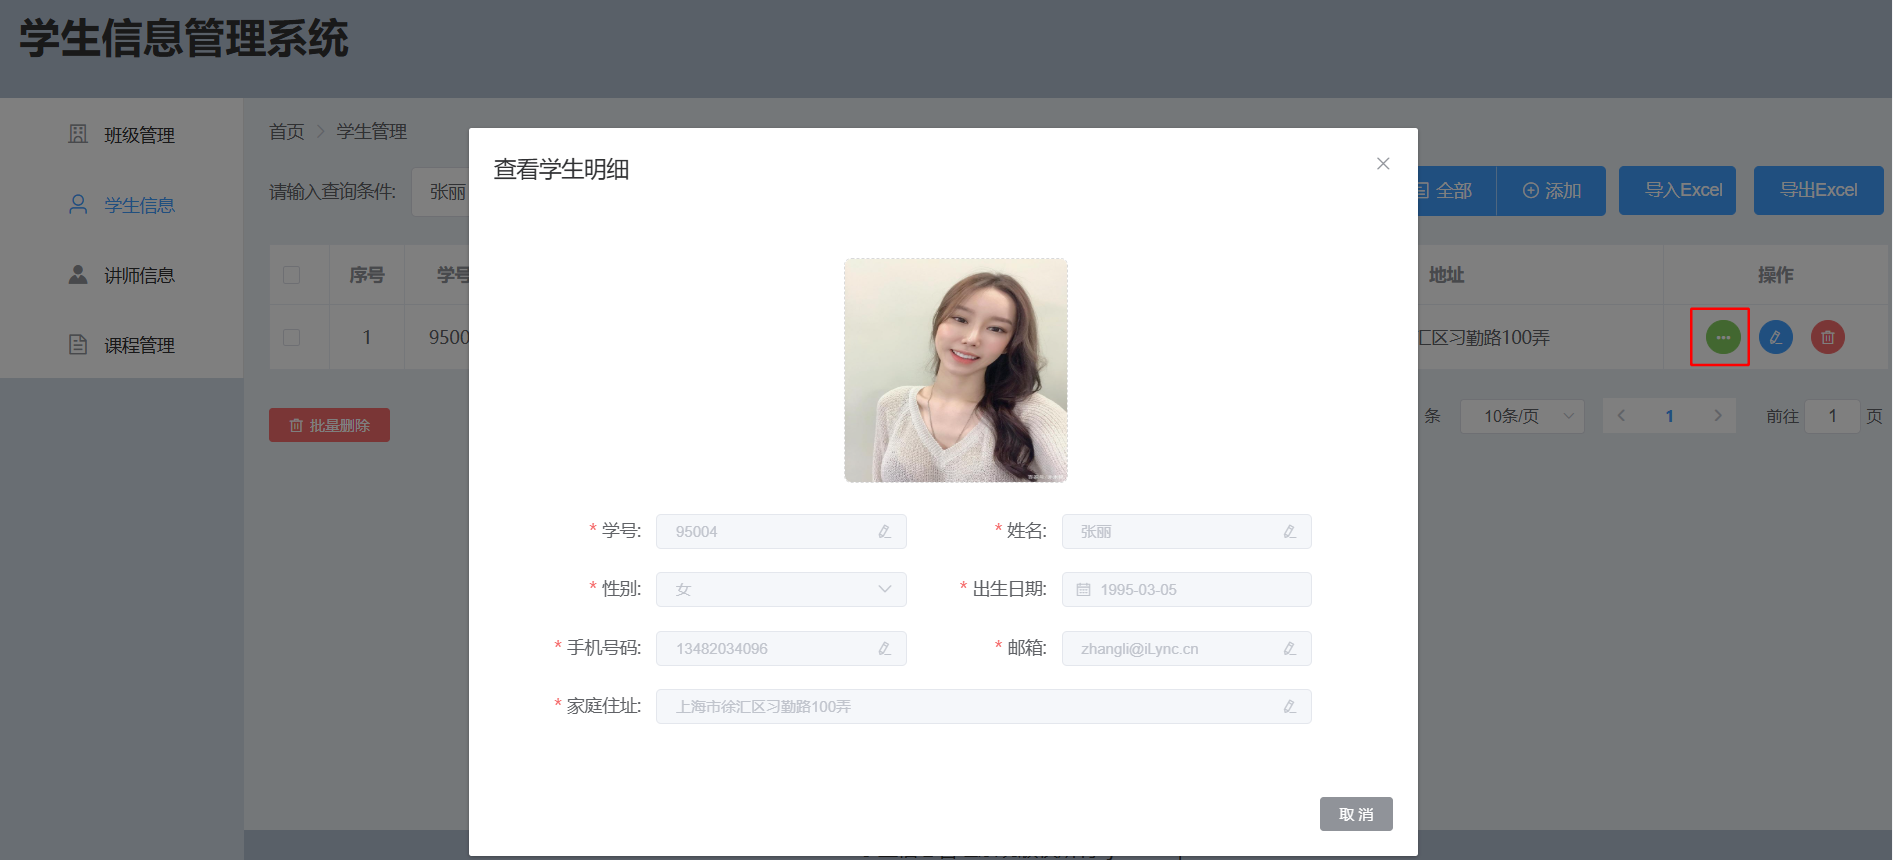 学生信息管理系统
班级管理
学生信息
讲师信息
课程管理
首页 > 学生管理
请输入查询条件: 张丽
全部
添加
导入Excel
导出Excel
序号 学号 地址 操作
1 9500 汇区习勤路100弄
批量删除
条 10条/页 1 前往 1 页
查看学生明细
* 学号: 95004
* 姓名: 张丽
* 性别: 女
* 出生日期: 1995-03-05
* 手机号码: 13482034096
* 邮箱: zhangli@iLync.cn
* 家庭住址: 上海市徐汇区习勤路100弄
取 消